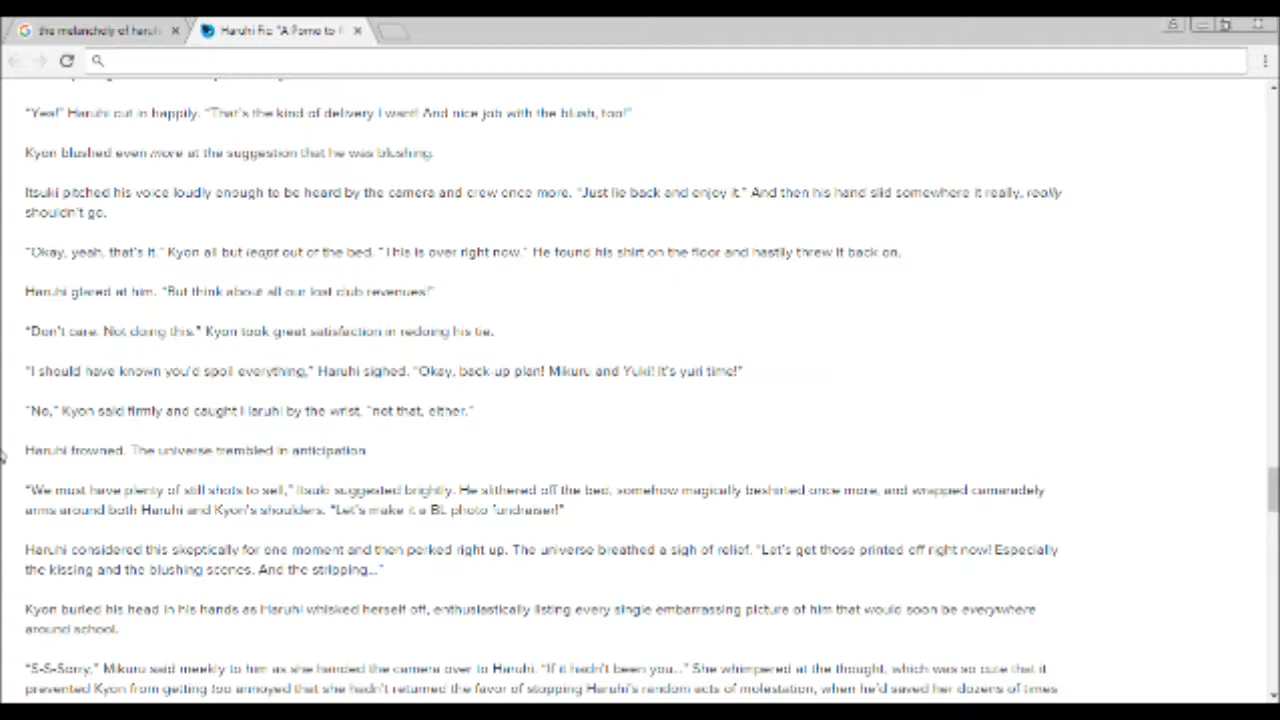 the melancholy of haruhi
Haruhi Fic: "A Porno to
"Yes!" Haruhi cut in happily. "That's the kind of delivery I want! And nice job with the blush, too!"
Kyon blushed even more at the suggestion that he was blushing.
Itsuki pitched his voice loudly enough to be heard by the camera and crew once more. "Just lie back and enjoy it." And then his hand slid somewhere it really, really
shouldn't go.
"Okay, yeah, that's it." Kyon all but leapt out of the bed. "This is over right now." He found his shirt on the floor and hastily threw it back on.
Haruhi glared at him. "But think about all our lost club revenues!"
"Don't care. Not doing this." Kyon took great satisfaction in redoing his tie.
"I should have known you'd spoil everything," Haruhi sighed. "Okay, back-up plan! Mikuru and Yuki! It's yuri time!"
"No," Kyon said firmly and caught Haruhi by the wrist, "not that, either."
Haruhi frowned. The universe trembled in anticipation
"We must have plenty of still shots to sell," Itsuki suggested brightly. He slithered off the bed, somehow magically beshirted once more, and wrapped camaradely
arms around both Haruhi and Kyon's shoulders. "Let's make it a BL photo fundraiser!"
Haruhi considered this skeptically for one moment and then perked right up. The universe breathed a sigh of relief. "Let's get those printed off right now! Especially
the kissing and the blushing scenes. And the stripping..."
Kyon buried his head in his hands as Haruhi whisked herself off, enthusiastically listing every single embarrassing picture of him that would soon be everywhere
around school.
"S-S-Sorry," Mikuru said meekly to him as she handed the camera over to Haruhi. "If it hadn't been you..." She whimpered at the thought, which was so cute that it
prevented Kyon from getting too annoyed that she hadn't returned the favor of stopping Haruhi's random acts of molestation, when he'd saved her dozens of times